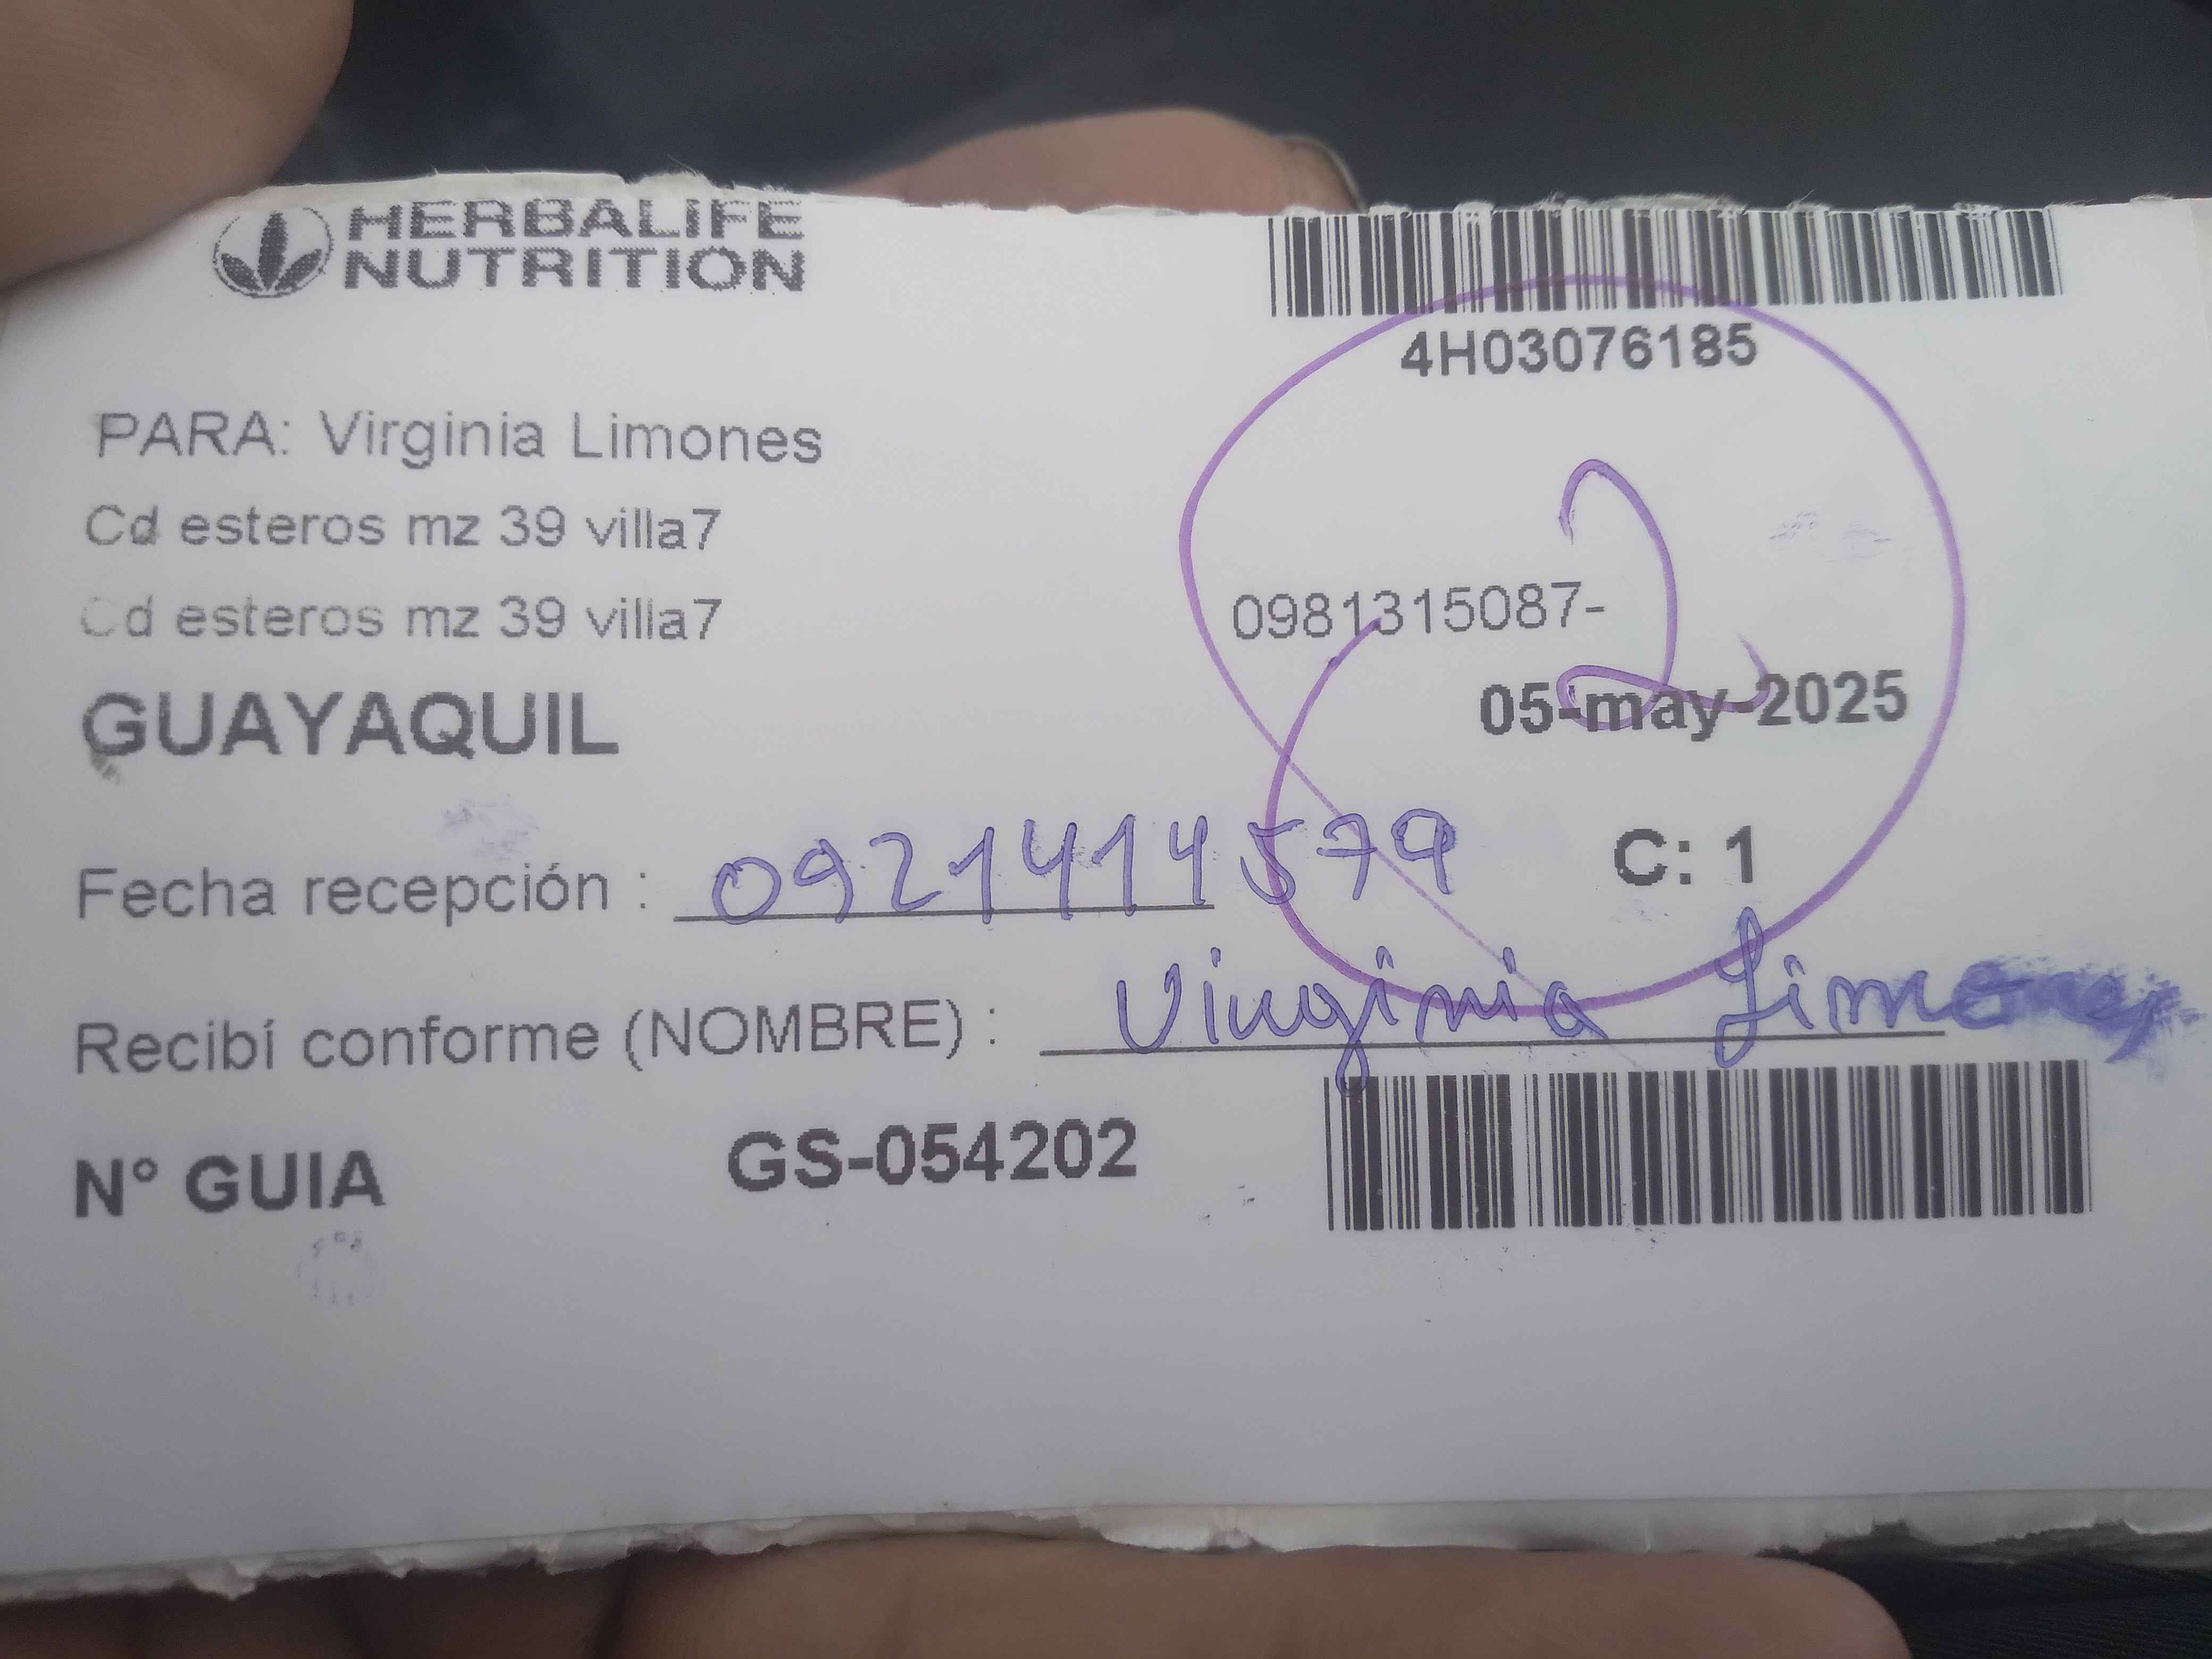 HERBALIFE
NUTRITION
4H03076185
PARA: Virginia Limones
Cd esteros mz 39 villa7
Cd esteros mz 39 villa7
0981315087-
2
GUAYAQUIL
05-may-2025
Fecha recepción : 0921414579
C: 1
Recibí conforme (NOMBRE) : Virginia Limones
N° GUIA GS-054202